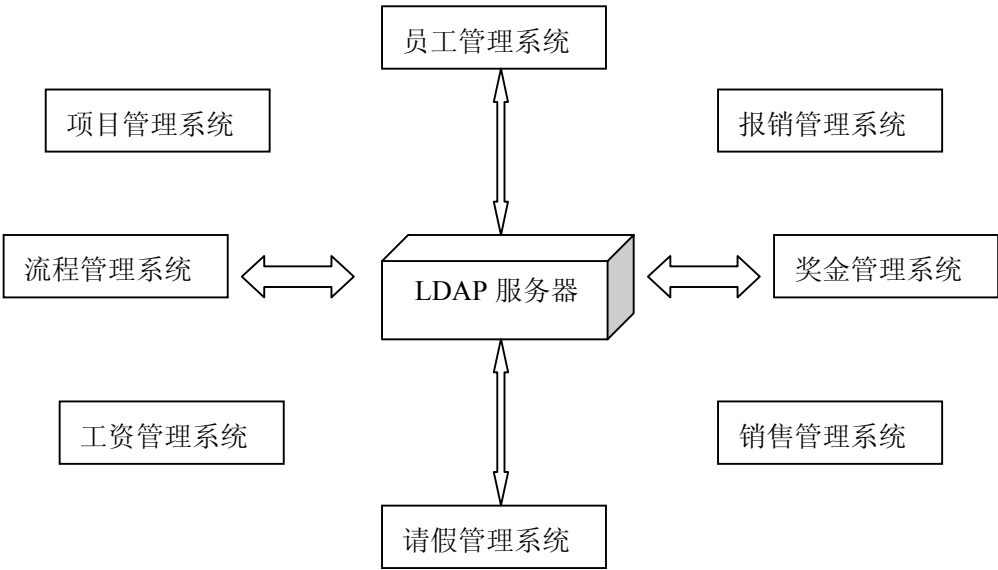 员工管理系统
项目管理系统
报销管理系统
流程管理系统
LDAP 服务器
奖金管理系统
工资管理系统
销售管理系统
请假管理系统